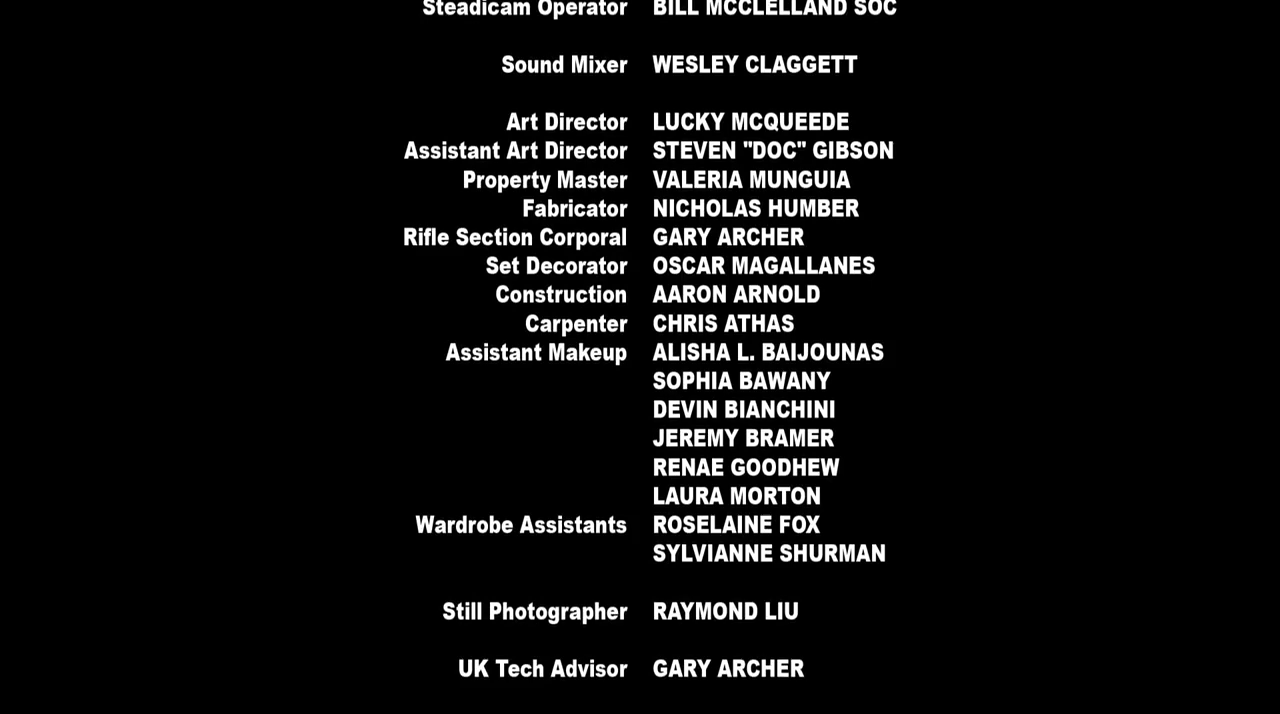 Steadicam Operator BILL MCCLELLAND SOC
Sound Mixer WESLEY CLAGGETT
Art Director LUCKY MCQUEEDE
Assistant Art Director STEVEN "DOC" GIBSON
Property Master VALERIA MUNGUIA
Fabricator NICHOLAS HUMBER
Rifle Section Corporal GARY ARCHER
Set Decorator OSCAR MAGALLANES
Construction AARON ARNOLD
Carpenter CHRIS ATHAS
Assistant Makeup ALISHA L. BAIJOUNAS
SOPHIA BAWANY
DEVIN BIANCHINI
JEREMY BRAMER
RENAE GOODHEW
LAURA MORTON
Wardrobe Assistants ROSELAINE FOX
SYLVIANNE SHURMAN
Still Photographer RAYMOND LIU
UK Tech Advisor GARY ARCHER